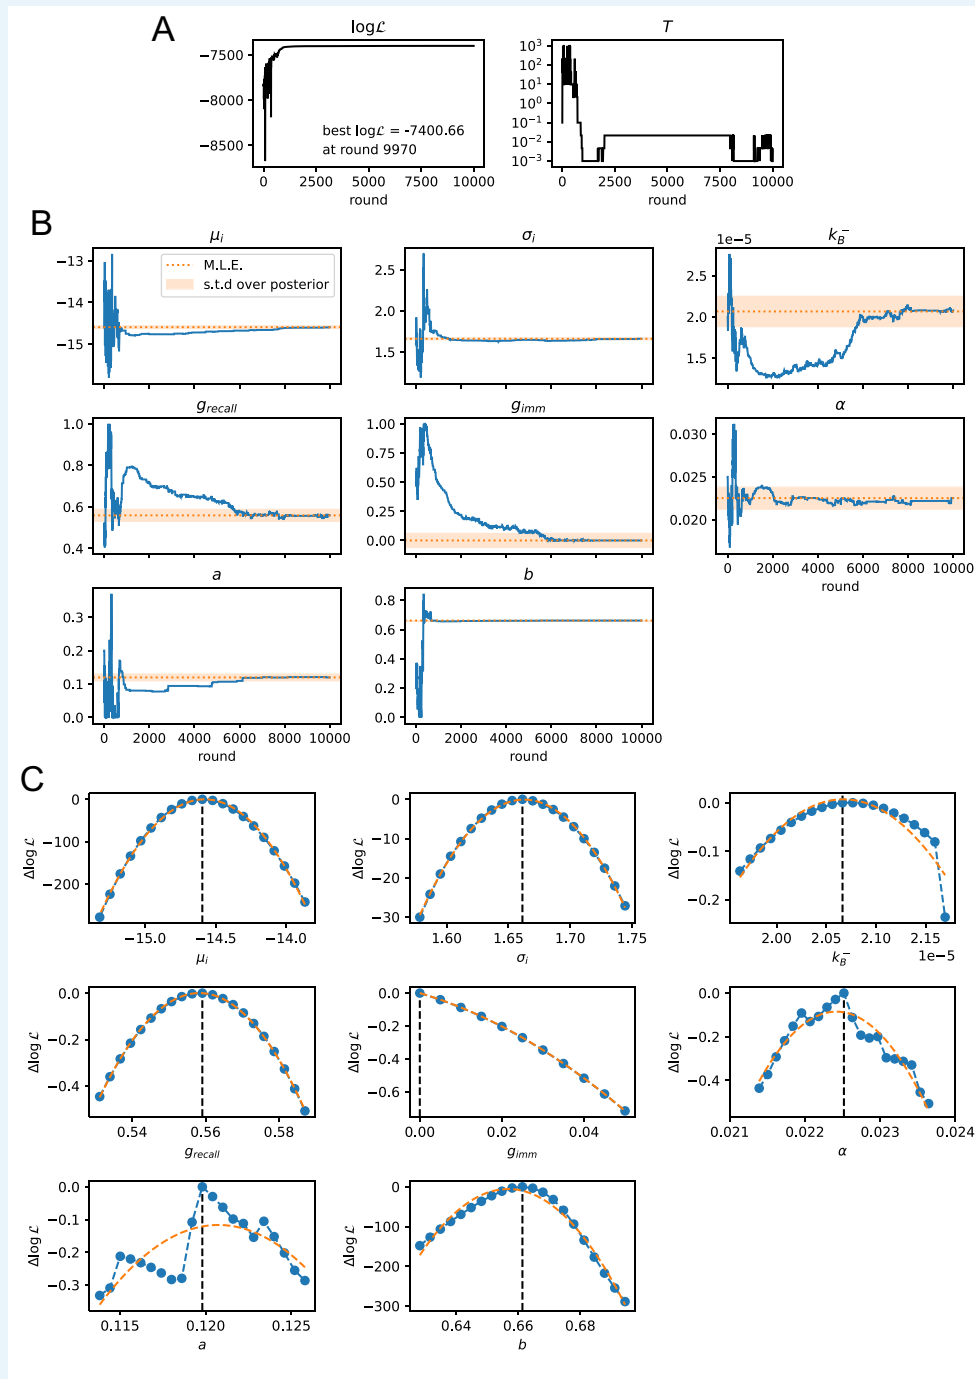 A
logℒ
T
−7500
−8000
−8500
best logℒ = -7400.66
at round 9970
0
2500
5000
7500
10000
round
10³
10²
10¹
10⁰
10⁻¹
10⁻²
10⁻³
0
2500
5000
7500
10000
round
B
μᵢ
−13
−14
−15
M.L.E.
s.t.d over posterior
σᵢ
2.5
2.0
1.5
k_B⁻
1e−5
2.5
2.0
1.5
g_recall
1.0
0.8
0.6
0.4
g_imm
1.00
0.75
0.50
0.25
0.00
α
0.030
0.025
0.020
0 2000 4000 6000 8000 10000
round
a
0.3
0.2
0.1
0.0
0 2000 4000 6000 8000 10000
round
b
0.8
0.6
0.4
0.2
0.0
0 2000 4000 6000 8000 10000
C
Δlogℒ
0
−100
−200
−15.0 −14.5 −14.0
μᵢ
Δlogℒ
0
−10
−20
−30
1.60 1.65 1.70 1.75
σᵢ
Δlogℒ
0.0
−0.1
−0.2
2.00 2.05 2.10 2.15
1e−5
k_B⁻
Δlogℒ
0.0
−0.2
−0.4
0.54 0.56 0.58
g_recall
Δlogℒ
0.0
−0.2
−0.4
−0.6
0.00 0.02 0.04
g_imm
Δlogℒ
0.0
−0.2
−0.4
0.021 0.022 0.023 0.024
α
Δlogℒ
0.0
−0.1
−0.2
−0.3
0.115 0.120 0.125
a
Δlogℒ
0
−100
−200
−300
0.64 0.66 0.68
b